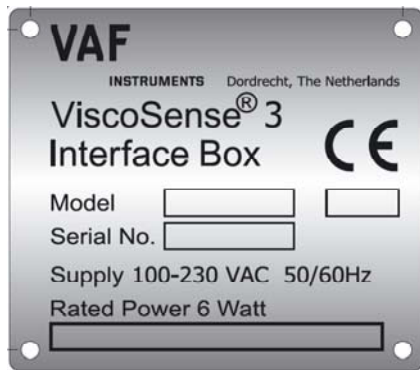 VAF
INSTRUMENTS Dordrecht, The Netherlands
ViscoSense® 3
Interface Box
CE
Model
Serial No.
Supply 100-230 VAC 50/60Hz
Rated Power 6 Watt